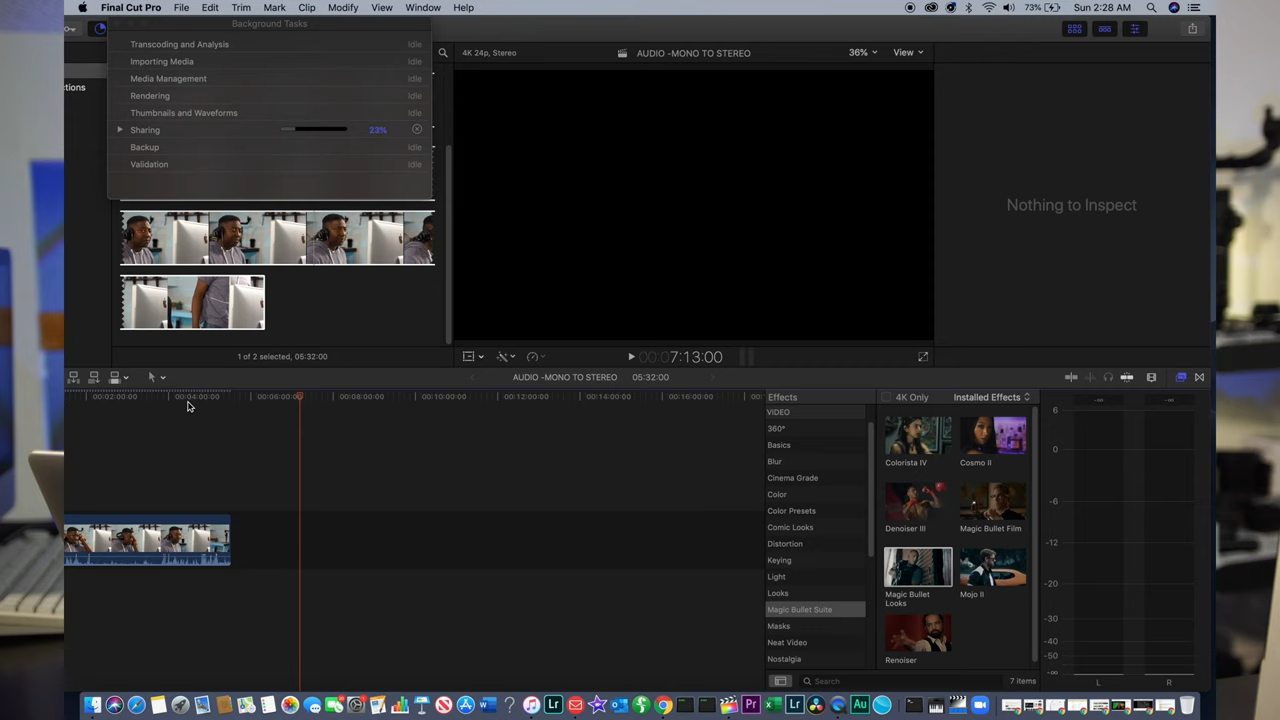 Final Cut Pro File Edit Trim Mark Clip Modify View Window Help 73% Sun 2:28 AM
Background Tasks
Transcoding and Analysis Idle
Importing Media Idle
Media Management Idle
Rendering Idle
Thumbnails and Waveforms Idle
Sharing 23%
Backup Idle
Validation Idle
ctions
4K 24p, Stereo AUDIO -MONO TO STEREO 36% View
Nothing to Inspect
1 of 2 selected, 05:32:00
00:00:7:13:00
AUDIO -MONO TO STEREO 05:32:00
00:02:00:00 00:04:00:00 00:06:00:00 00:08:00:00 00:10:00:00 00:12:00:00 00:14:00:00 00:16:00:00 00:
Effects 4K Only Installed Effects
VIDEO
360°
Basics
Blur
Cinema Grade
Color
Color Presets
Comic Looks
Distortion
Keying
Light
Looks
Magic Bullet Suite
Masks
Neat Video
Nostalgia
Colorista IV Cosmo II
Denoiser III Magic Bullet Film
Magic Bullet Looks Mojo II
Renoiser
Search 7 items
-∞ -∞
6
0
-6
-12
-20
-30
-40
-50
-∞
L R
W Lr Pr Lr Au